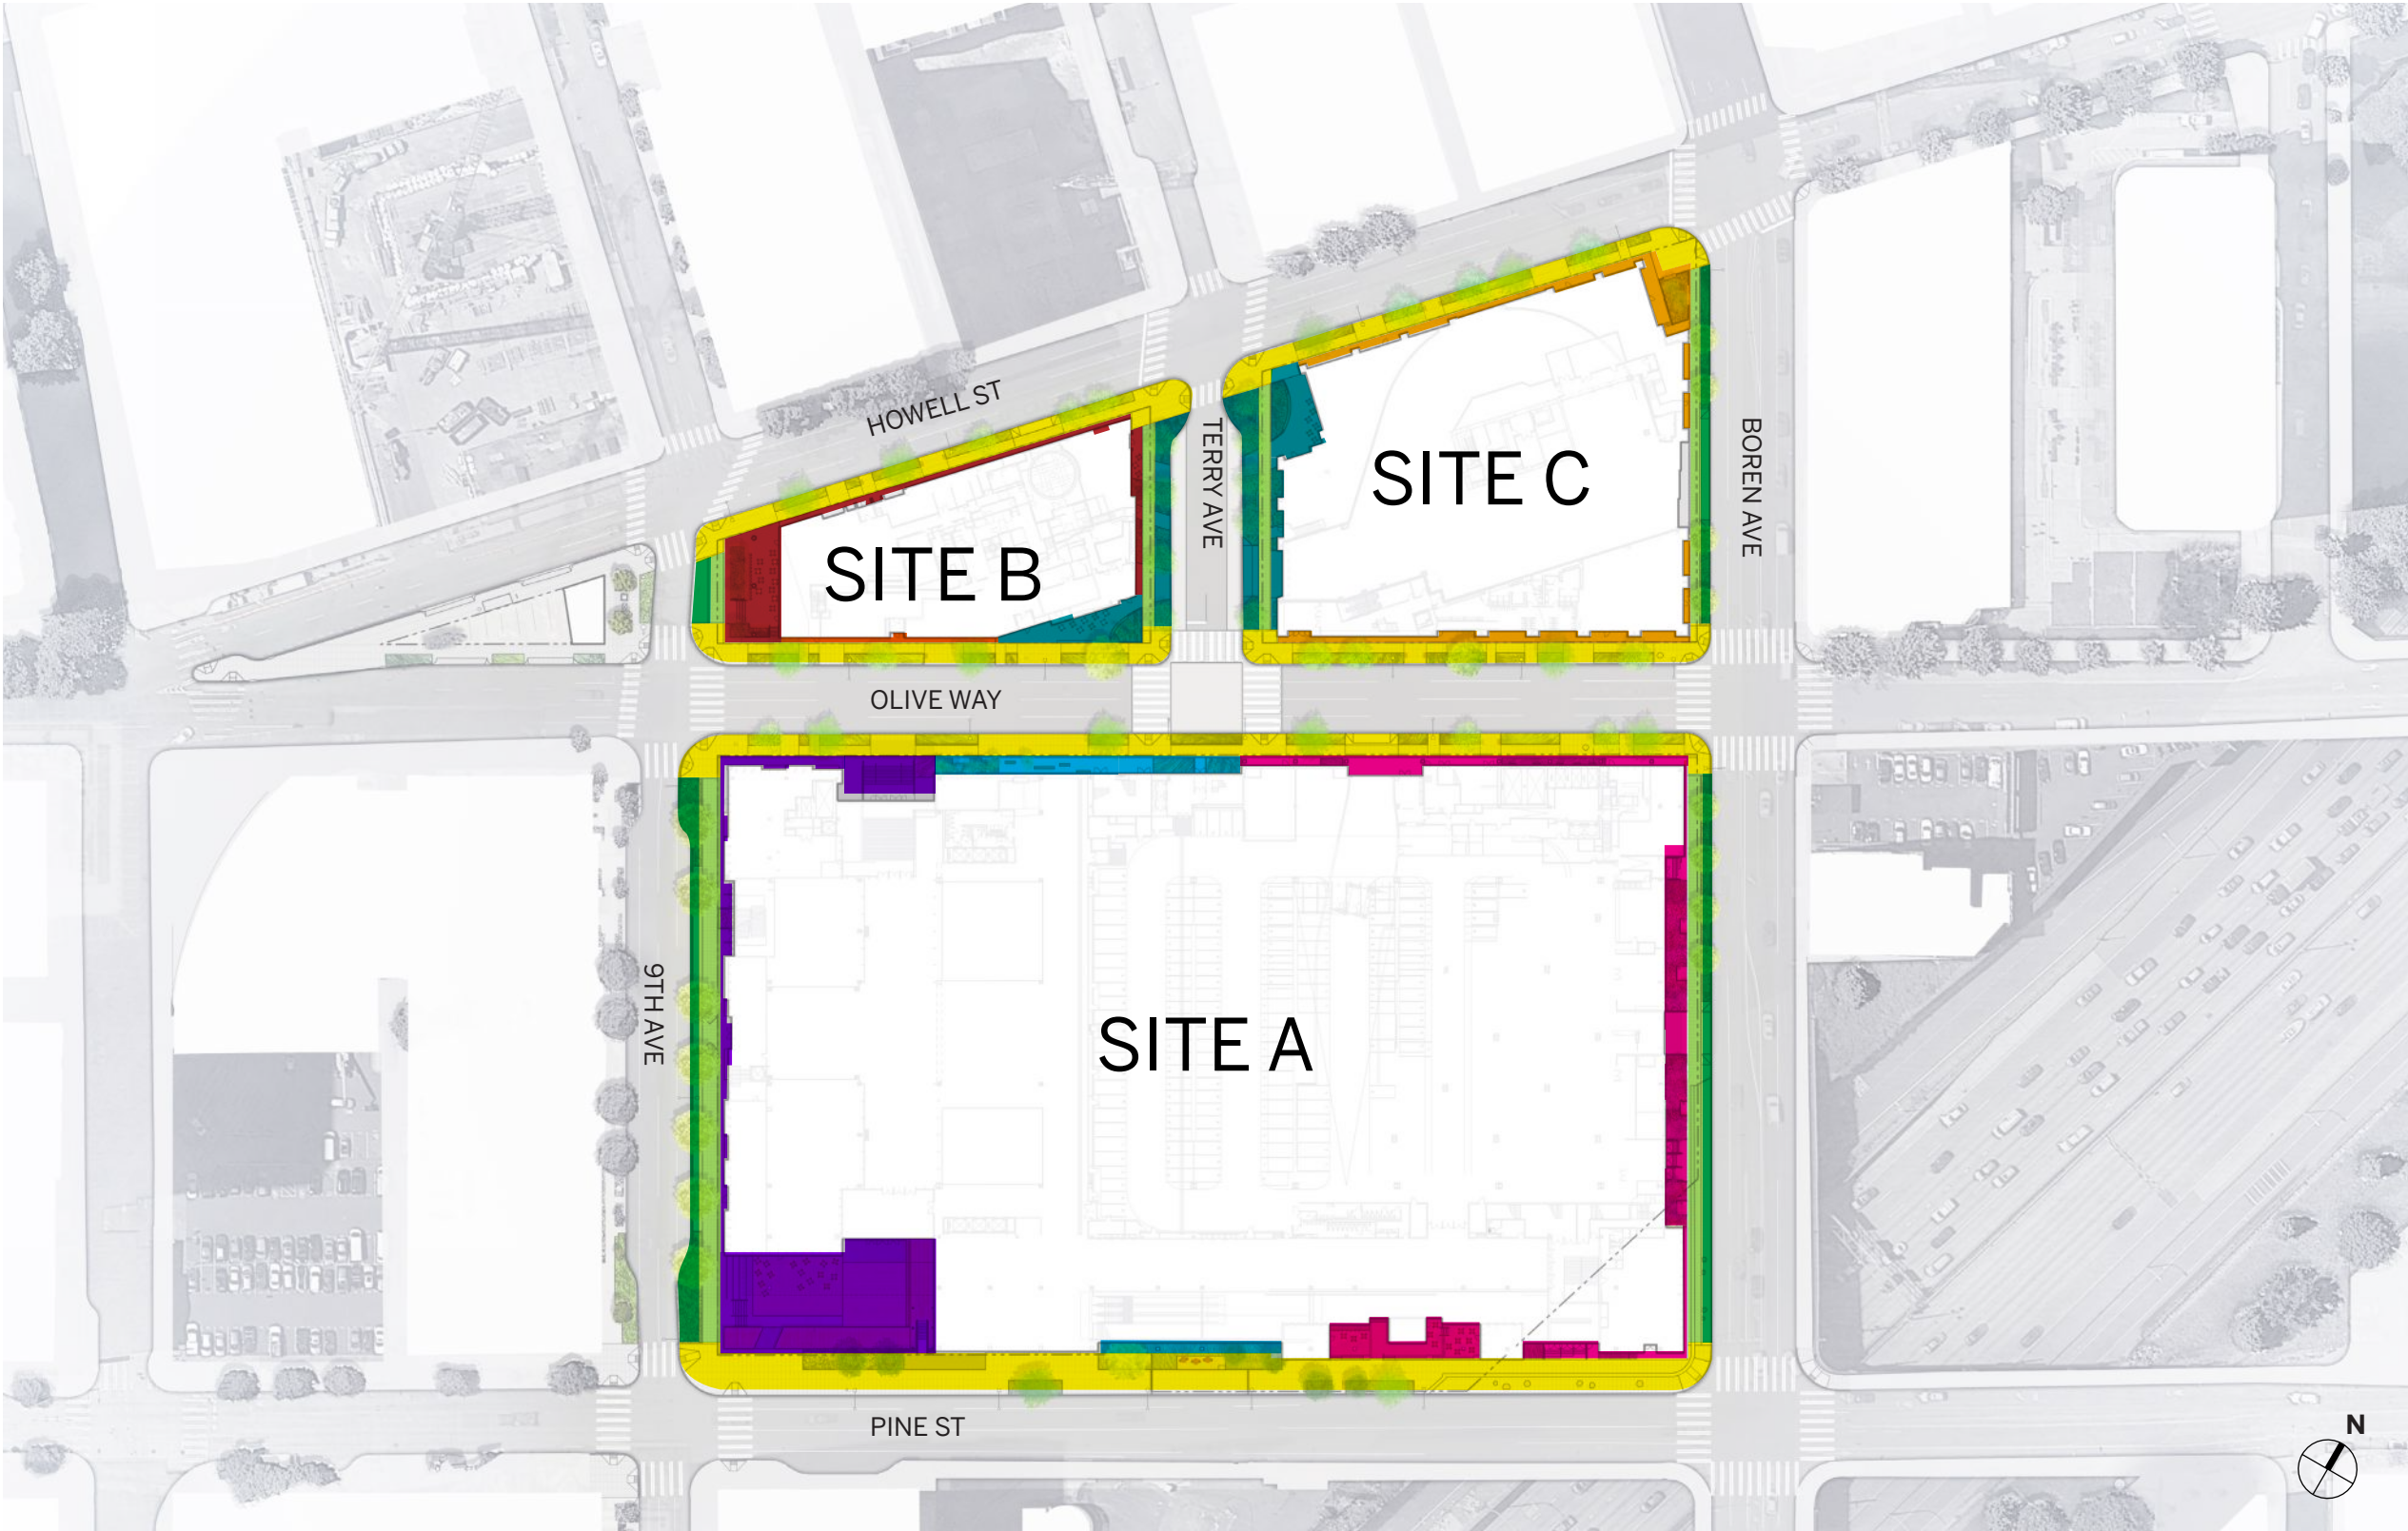 HOWELL ST
TERRY AVE
BOREN AVE
SITE C
SITE B
OLIVE WAY
9TH AVE
SITE A
PINE ST
N